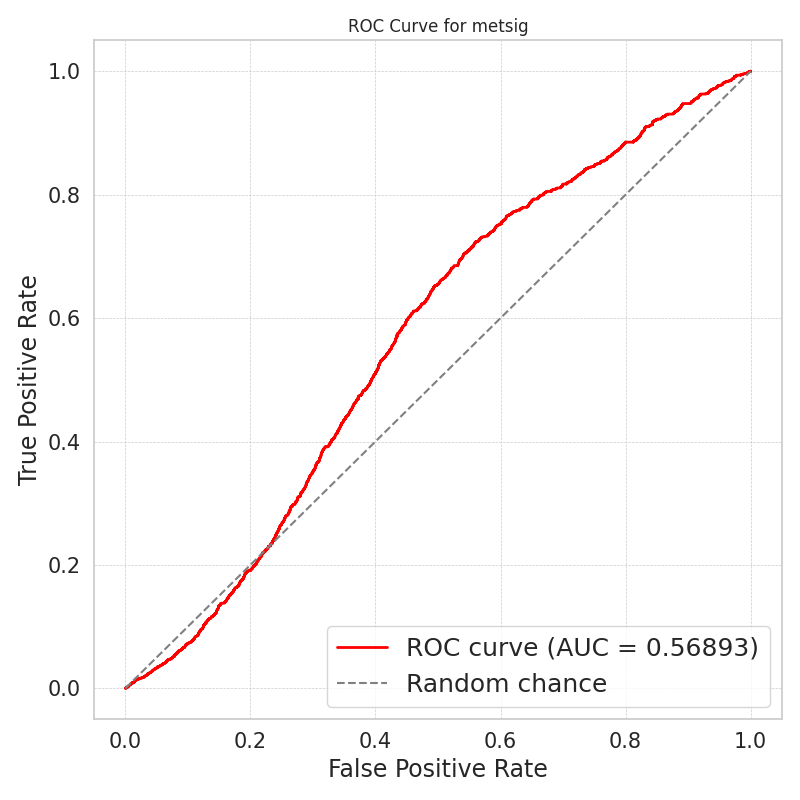 ROC Curve for metsig
True Positive Rate
1.0
0.8
0.6
0.4
0.2
0.0
ROC curve (AUC = 0.56893)
Random chance
0.0 0.2 0.4 0.6 0.8 1.0
False Positive Rate